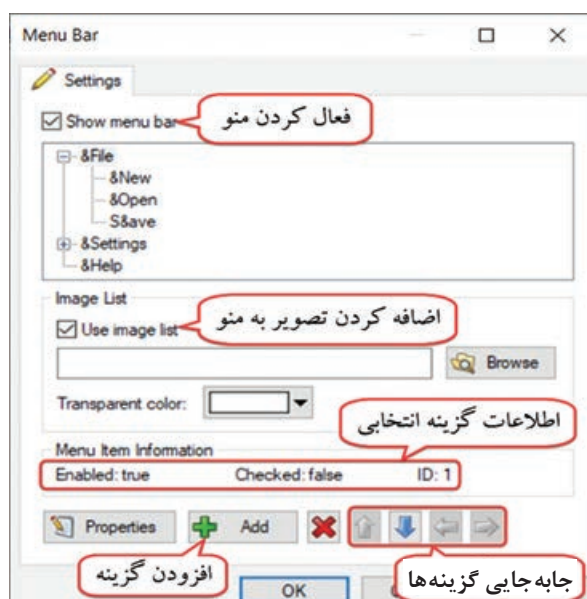 Menu Bar
Settings
Show menu bar
فعال کردن منو
&File
&New
&Open
S&ave
&Settings
&Help
Image List
اضافه کردن تصویر به منو
Use image list
Browse
Transparent color:
اطلاعات گزینه انتخابی
Menu Item Information
Enabled: true Checked: false ID: 1
Properties Add
افزودن گزینه
جابه‌جایی گزینه‌ها
OK